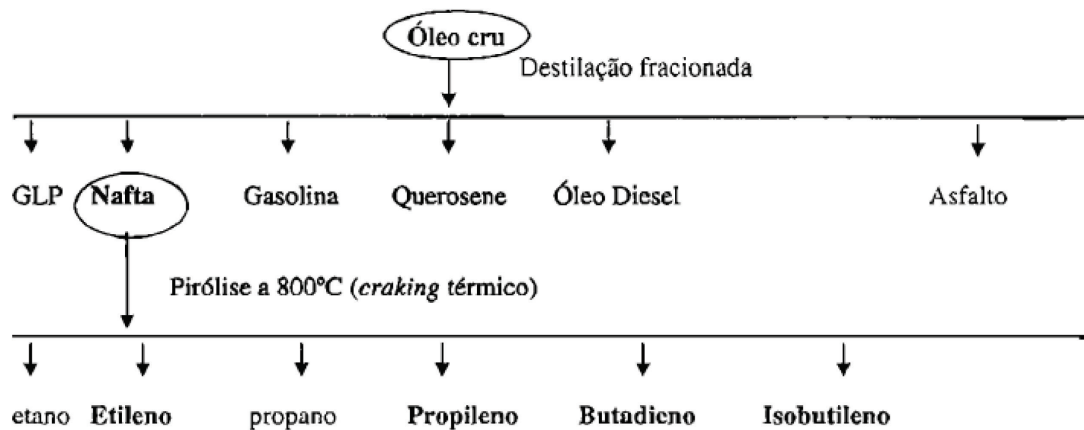 Óleo cru
Destilação fracionada
GLP Nafta Gasolina Querosene Óleo Diesel Asfalto
Pirólise a 800ºC (craking térmico)
etano Etileno propano Propileno Butadieno Isobutileno